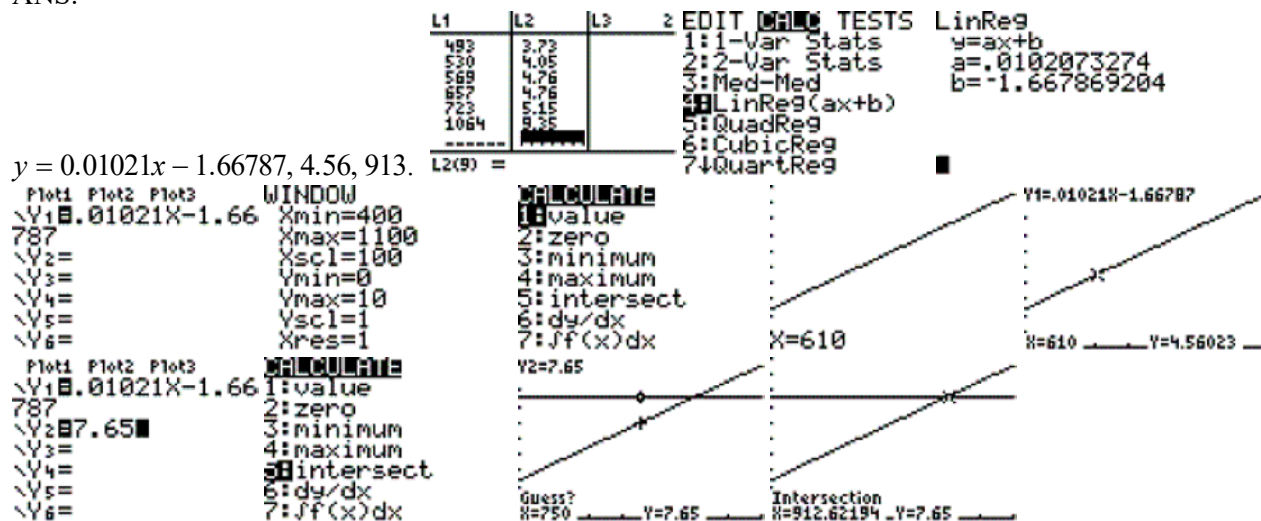 ANS:
L1 L2 L3 2
493 3.73
530 4.05
569 4.76
657 4.76
723 5.15
1064 9.35
------
L2(9) =
EDIT CALC TESTS
1:1-Var Stats
2:2-Var Stats
3:Med-Med
4:LinReg(ax+b)
5:QuadReg
6:CubicReg
7↓QuartReg
LinReg
y=ax+b
a=.0102073274
b=-1.667869204
y = 0.01021x − 1.66787, 4.56, 913.
Plot1 Plot2 Plot3
\Y1=.01021X-1.66
787
\Y2=
\Y3=
\Y4=
\Y5=
\Y6=
WINDOW
Xmin=400
Xmax=1100
Xscl=100
Ymin=0
Ymax=10
Yscl=1
Xres=1
CALCULATE
1:value
2:zero
3:minimum
4:maximum
5:intersect
6:dy/dx
7:∫f(x)dx
X=610
Y1=.01021X-1.66787
X=610 Y=4.56023
Plot1 Plot2 Plot3
\Y1=.01021X-1.66
787
\Y2=7.65
\Y3=
\Y4=
\Y5=
\Y6=
CALCULATE
1:value
2:zero
3:minimum
4:maximum
5:intersect
6:dy/dx
7:∫f(x)dx
Y2=7.65
Guess?
X=750 Y=7.65
Intersection
X=912.62194 Y=7.65